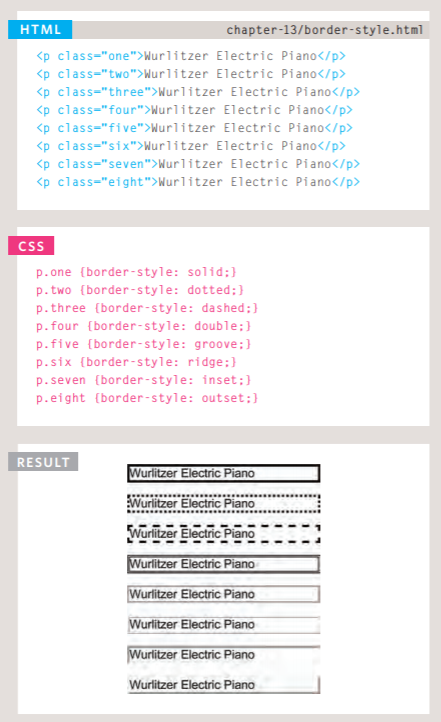 HTML chapter-13/border-style.html
<p class="one">Wurlitzer Electric Piano</p>
<p class="two">Wurlitzer Electric Piano</p>
<p class="three">Wurlitzer Electric Piano</p>
<p class="four">Wurlitzer Electric Piano</p>
<p class="five">Wurlitzer Electric Piano</p>
<p class="six">Wurlitzer Electric Piano</p>
<p class="seven">Wurlitzer Electric Piano</p>
<p class="eight">Wurlitzer Electric Piano</p>
CSS
p.one {border-style: solid;}
p.two {border-style: dotted;}
p.three {border-style: dashed;}
p.four {border-style: double;}
p.five {border-style: groove;}
p.six {border-style: ridge;}
p.seven {border-style: inset;}
p.eight {border-style: outset;}
RESULT
Wurlitzer Electric Piano
Wurlitzer Electric Piano
Wurlitzer Electric Piano
Wurlitzer Electric Piano
Wurlitzer Electric Piano
Wurlitzer Electric Piano
Wurlitzer Electric Piano
Wurlitzer Electric Piano